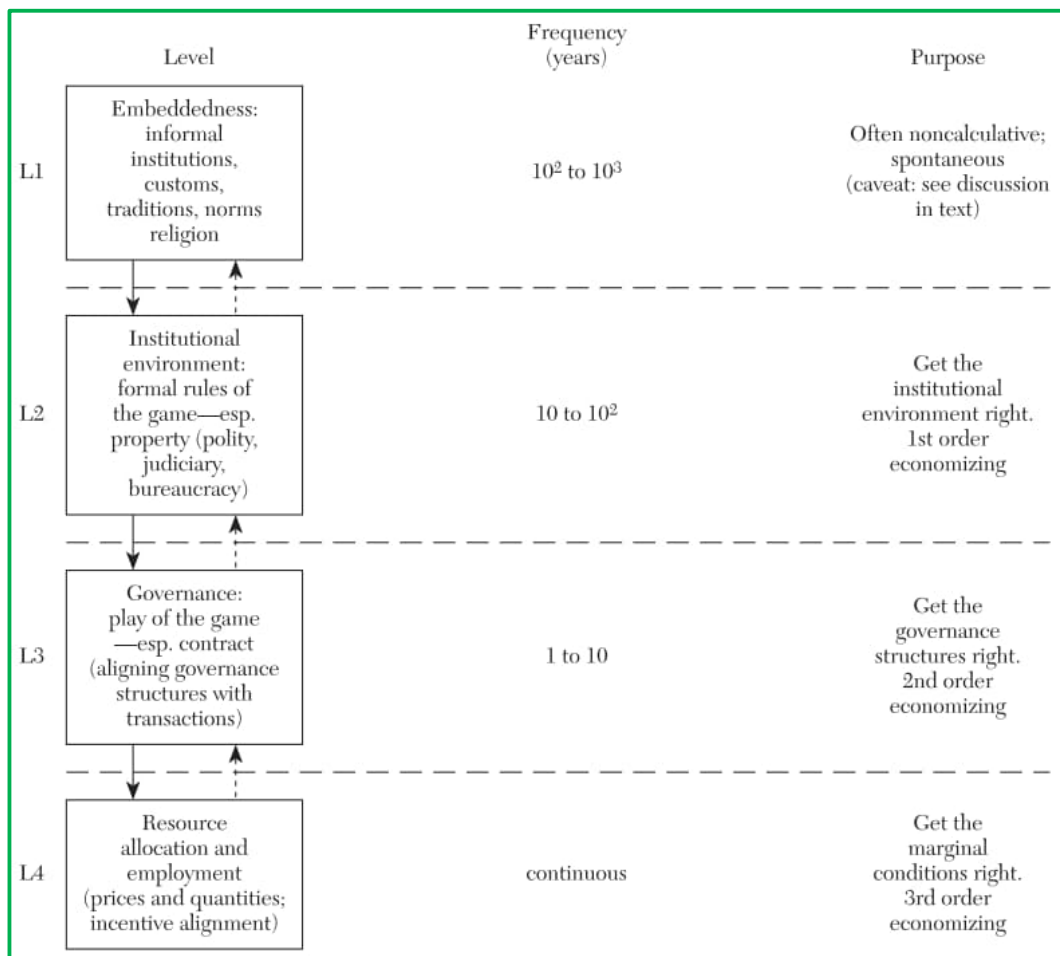 Level
Frequency
(years)
Purpose
L1
Embeddedness:
informal
institutions,
customs,
traditions, norms
religion
10² to 10³
Often noncalculative;
spontaneous
(caveat: see discussion
in text)
L2
Institutional
environment:
formal rules of
the game—esp.
property (polity,
judiciary,
bureaucracy)
10 to 10²
Get the
institutional
environment right.
1st order
economizing
L3
Governance:
play of the game
—esp. contract
(aligning governance
structures with
transactions)
1 to 10
Get the
governance
structures right.
2nd order
economizing
L4
Resource
allocation and
employment
(prices and quantities;
incentive alignment)
continuous
Get the
marginal
conditions right.
3rd order
economizing